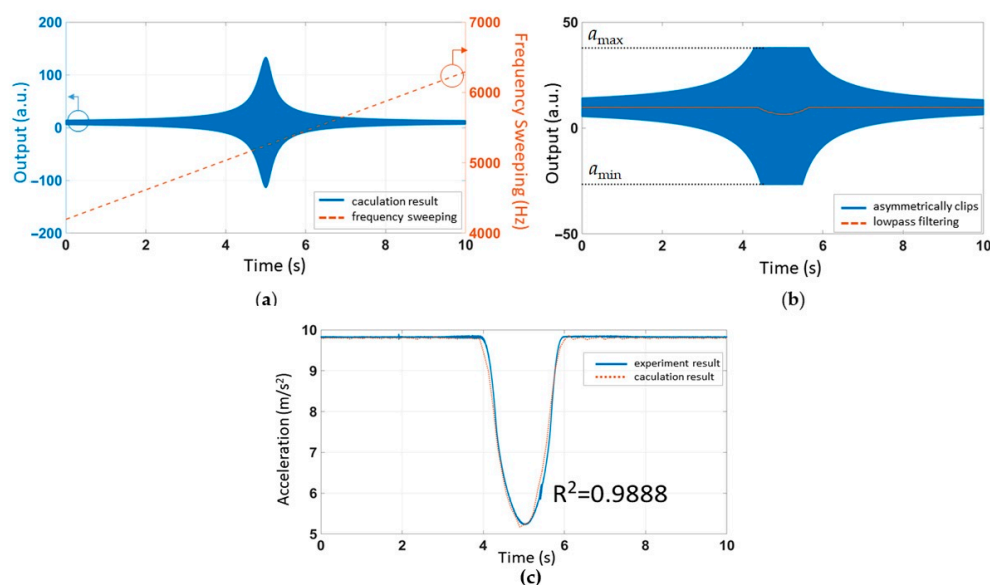 200
100
0
−100
−200
Output (a.u.)
7000
6000
5000
4000
Frequency Sweeping (Hz)
caculation result
frequency sweeping
0 2 4 6 8 10
Time (s)
(a)
50
0
−50
Output (a.u.)
amax
amin
asymmetrically clips
lowpass filtering
0 2 4 6 8 10
Time (s)
(b)
10
9
8
7
6
5
Acceleration (m/s²)
experiment result
caculation result
R²=0.9888
0 2 4 6 8 10
Time (s)
(c)